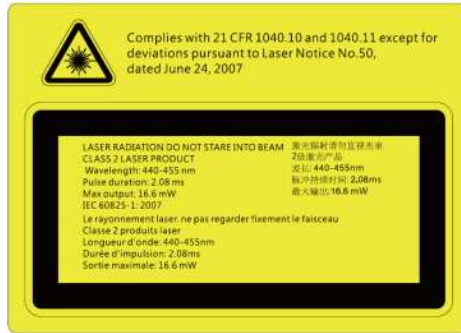 Complies with 21 CFR 1040.10 and 1040.11 except for
deviations pursuant to Laser Notice No.50,
dated June 24, 2007
LASER RADIATION DO NOT STARE INTO BEAM
CLASS 2 LASER PRODUCT
Wavelength: 440-455 nm
Pulse duration: 2.08 ms
Max output: 16.6 mW
IEC 60825-1: 2007
Le rayonnement laser. ne pas regarder fixement le faisceau
Classe 2 produits laser
Longueur d'onde: 440-455nm
Durée d'impulsion: 2.08ms
Sortie maximale: 16.6 mW
激光辐射请勿直视光束
2级激光产品
波长: 440-455nm
脉冲持续时间: 2.08ms
最大输出: 16.6 mW